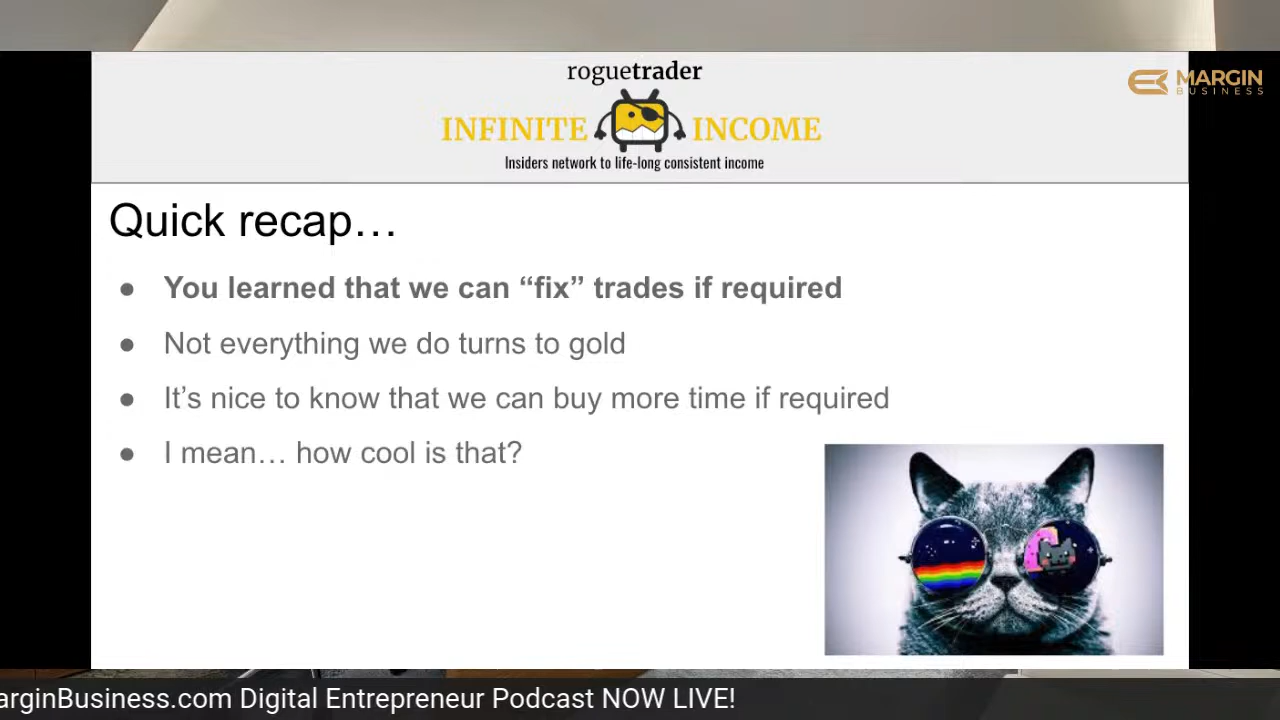 roguetrader
INFINITE INCOME
Insiders network to life-long consistent income
MARGIN
BUSINESS
Quick recap…
● You learned that we can “fix” trades if required
● Not everything we do turns to gold
● It’s nice to know that we can buy more time if required
● I mean… how cool is that?
arginBusiness.com Digital Entrepreneur Podcast NOW LIVE!